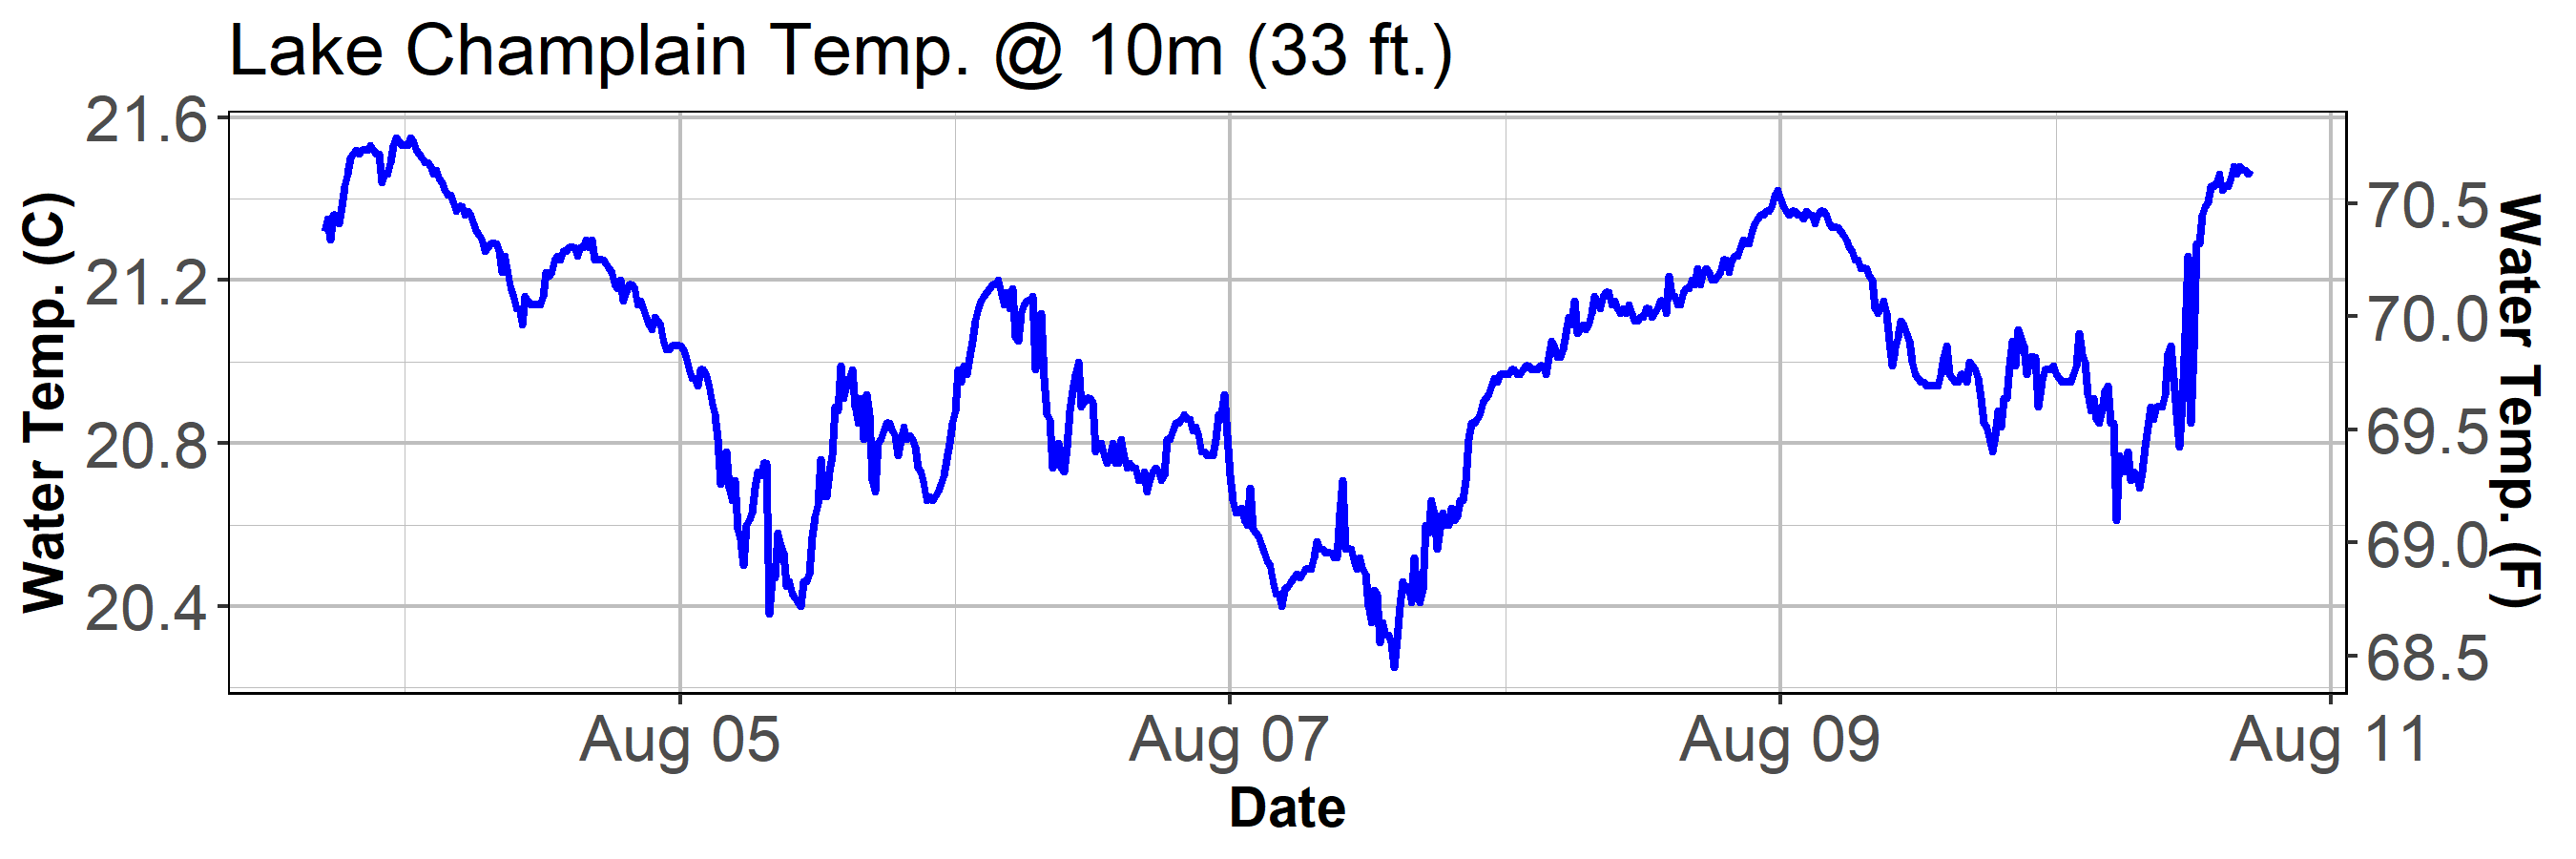 Lake Champlain Temp. @ 10m (33 ft.)
Water Temp. (C)
21.6
21.2
20.8
20.4
70.5
70.0
69.5
69.0
68.5
Water Temp. (F)
Aug 05
Aug 07
Aug 09
Aug 11
Date